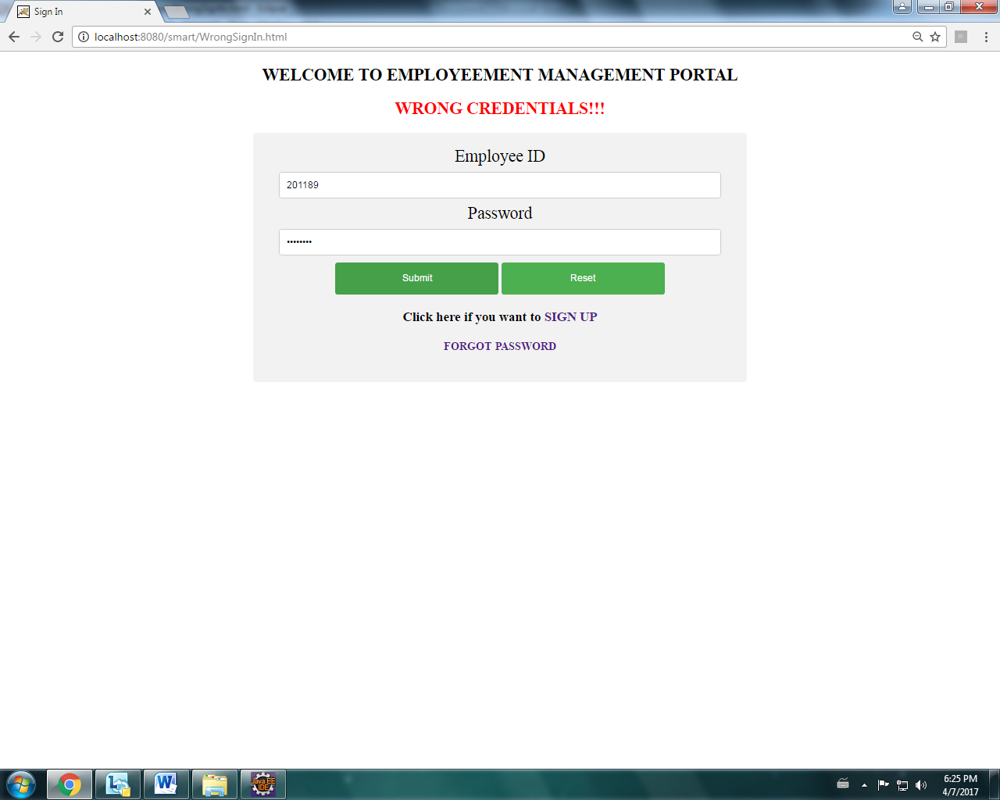 Sign In
localhost:8080/smart/WrongSignIn.html
WELCOME TO EMPLOYEEMENT MANAGEMENT PORTAL
WRONG CREDENTIALS!!!
Employee ID
201189
Password
••••••••
Submit Reset
Click here if you want to SIGN UP
FORGOT PASSWORD
Java EE
IDE
6:25 PM
4/7/2017